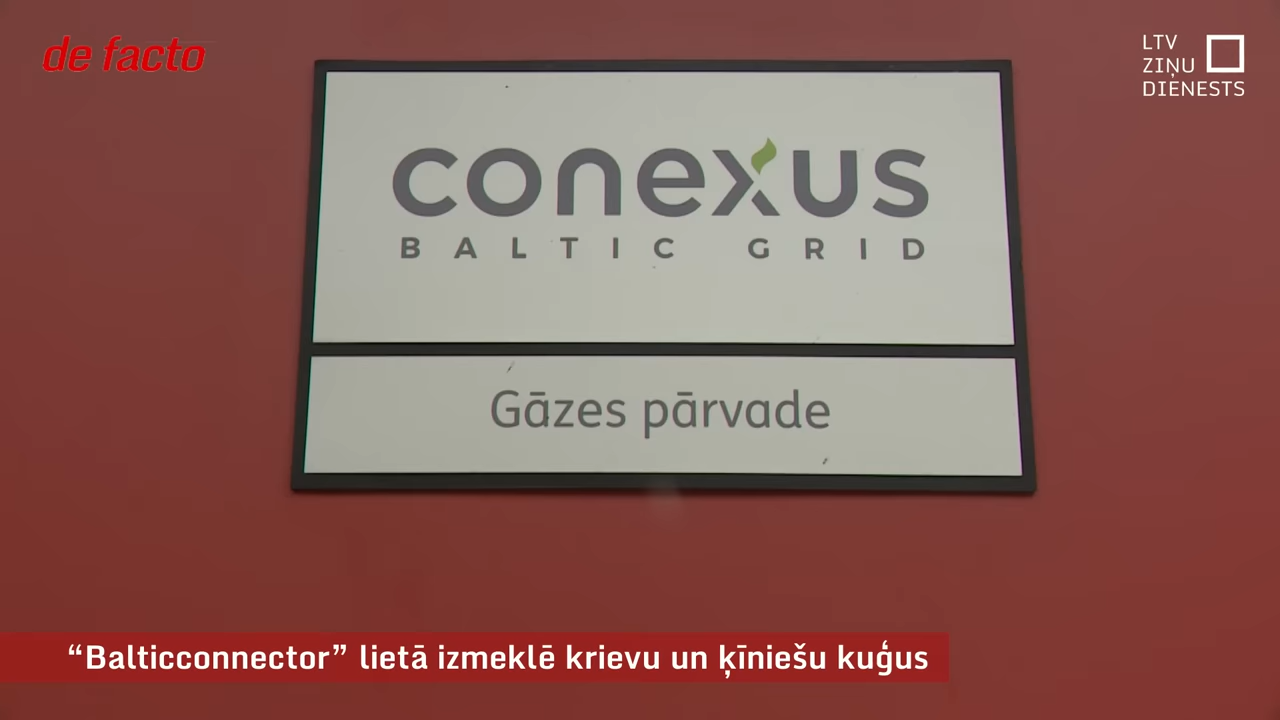 de facto
LTV
ZIŅU
DIENESTS
conexus
BALTIC GRID
Gāzes pārvade
“Balticconnector” lietā izmeklē krievu un ķīniešu kuģus